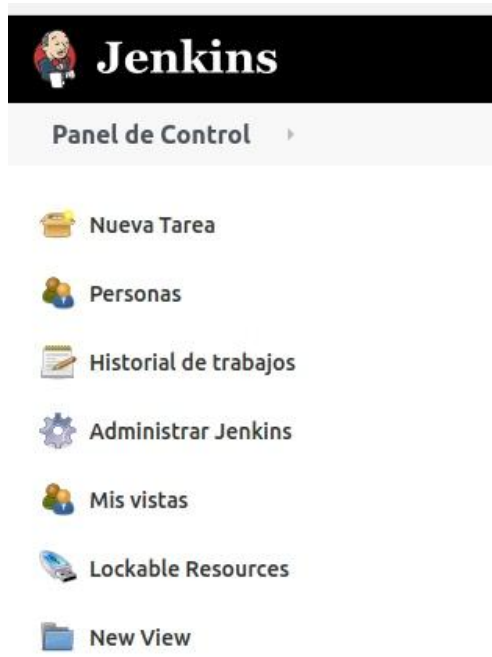 Jenkins
Panel de Control
Nueva Tarea
Personas
Historial de trabajos
Administrar Jenkins
Mis vistas
Lockable Resources
New View